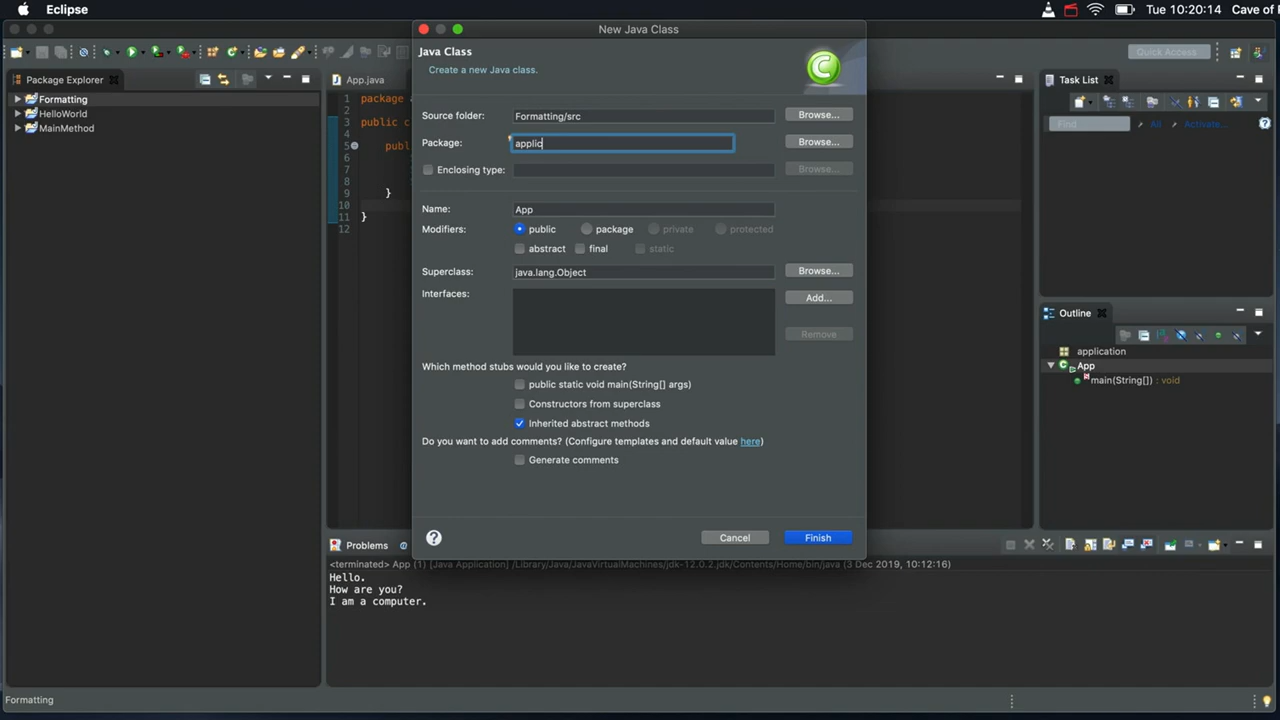 Eclipse
Tue 10:20:14 Cave of
New Java Class
Quick Access
Package Explorer
Formatting
HelloWorld
MainMethod
App.java
1 package a
2
3 public c
4
5 publ
6
7
8
9 }
10
11 }
12
Java Class
Create a new Java class.
Source folder: Formatting/src Browse...
Package: applic Browse...
Enclosing type: Browse...
Name: App
Modifiers: public package private protected
abstract final static
Superclass: java.lang.Object Browse...
Interfaces: Add...
Remove
Which method stubs would you like to create?
public static void main(String[] args)
Constructors from superclass
Inherited abstract methods
Do you want to add comments? (Configure templates and default value here)
Generate comments
? Cancel Finish
Task List
Find All Activate...
Outline
application
App
main(String[]) : void
Problems
<terminated> App (1) [Java Application] /Library/Java/JavaVirtualMachines/jdk-12.0.2.jdk/Contents/Home/bin/java (3 Dec 2019, 10:12:16)
Hello.
How are you?
I am a computer.
Formatting